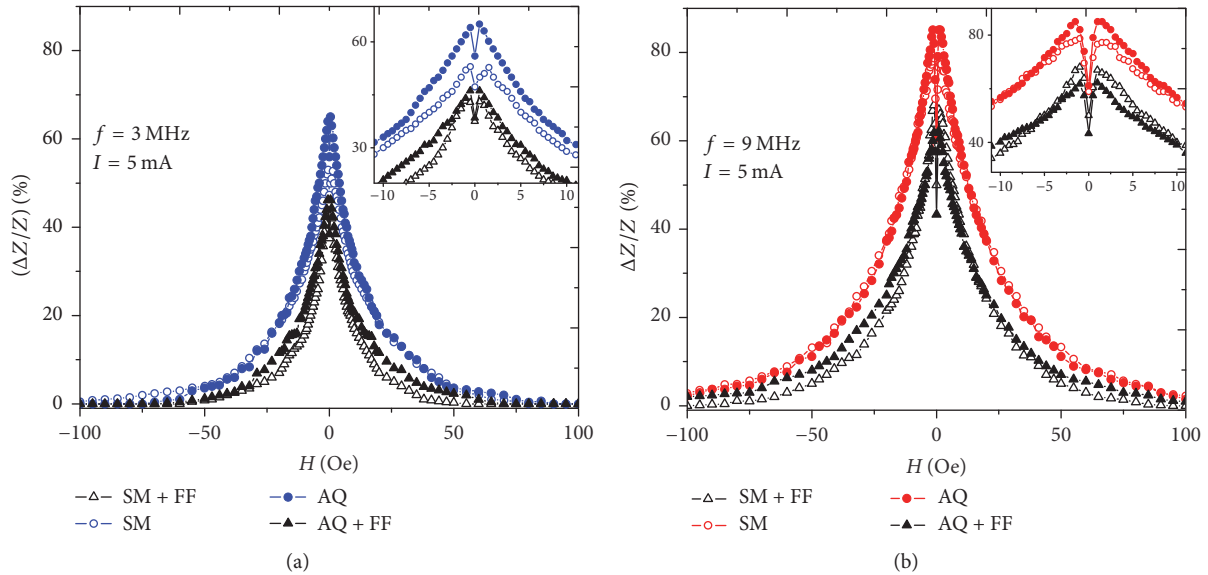 (ΔZ/Z) (%)
80
60
40
20
0
−100
−50
0
50
100
H (Oe)
f = 3 MHz
I = 5 mA
60
30
−10
−5
0
5
10
SM + FF
AQ
SM
AQ + FF
(a)
ΔZ/Z (%)
80
60
40
20
0
−100
−50
0
50
100
H (Oe)
f = 9 MHz
I = 5 mA
80
40
−10
−5
0
5
10
SM + FF
AQ
SM
AQ + FF
(b)